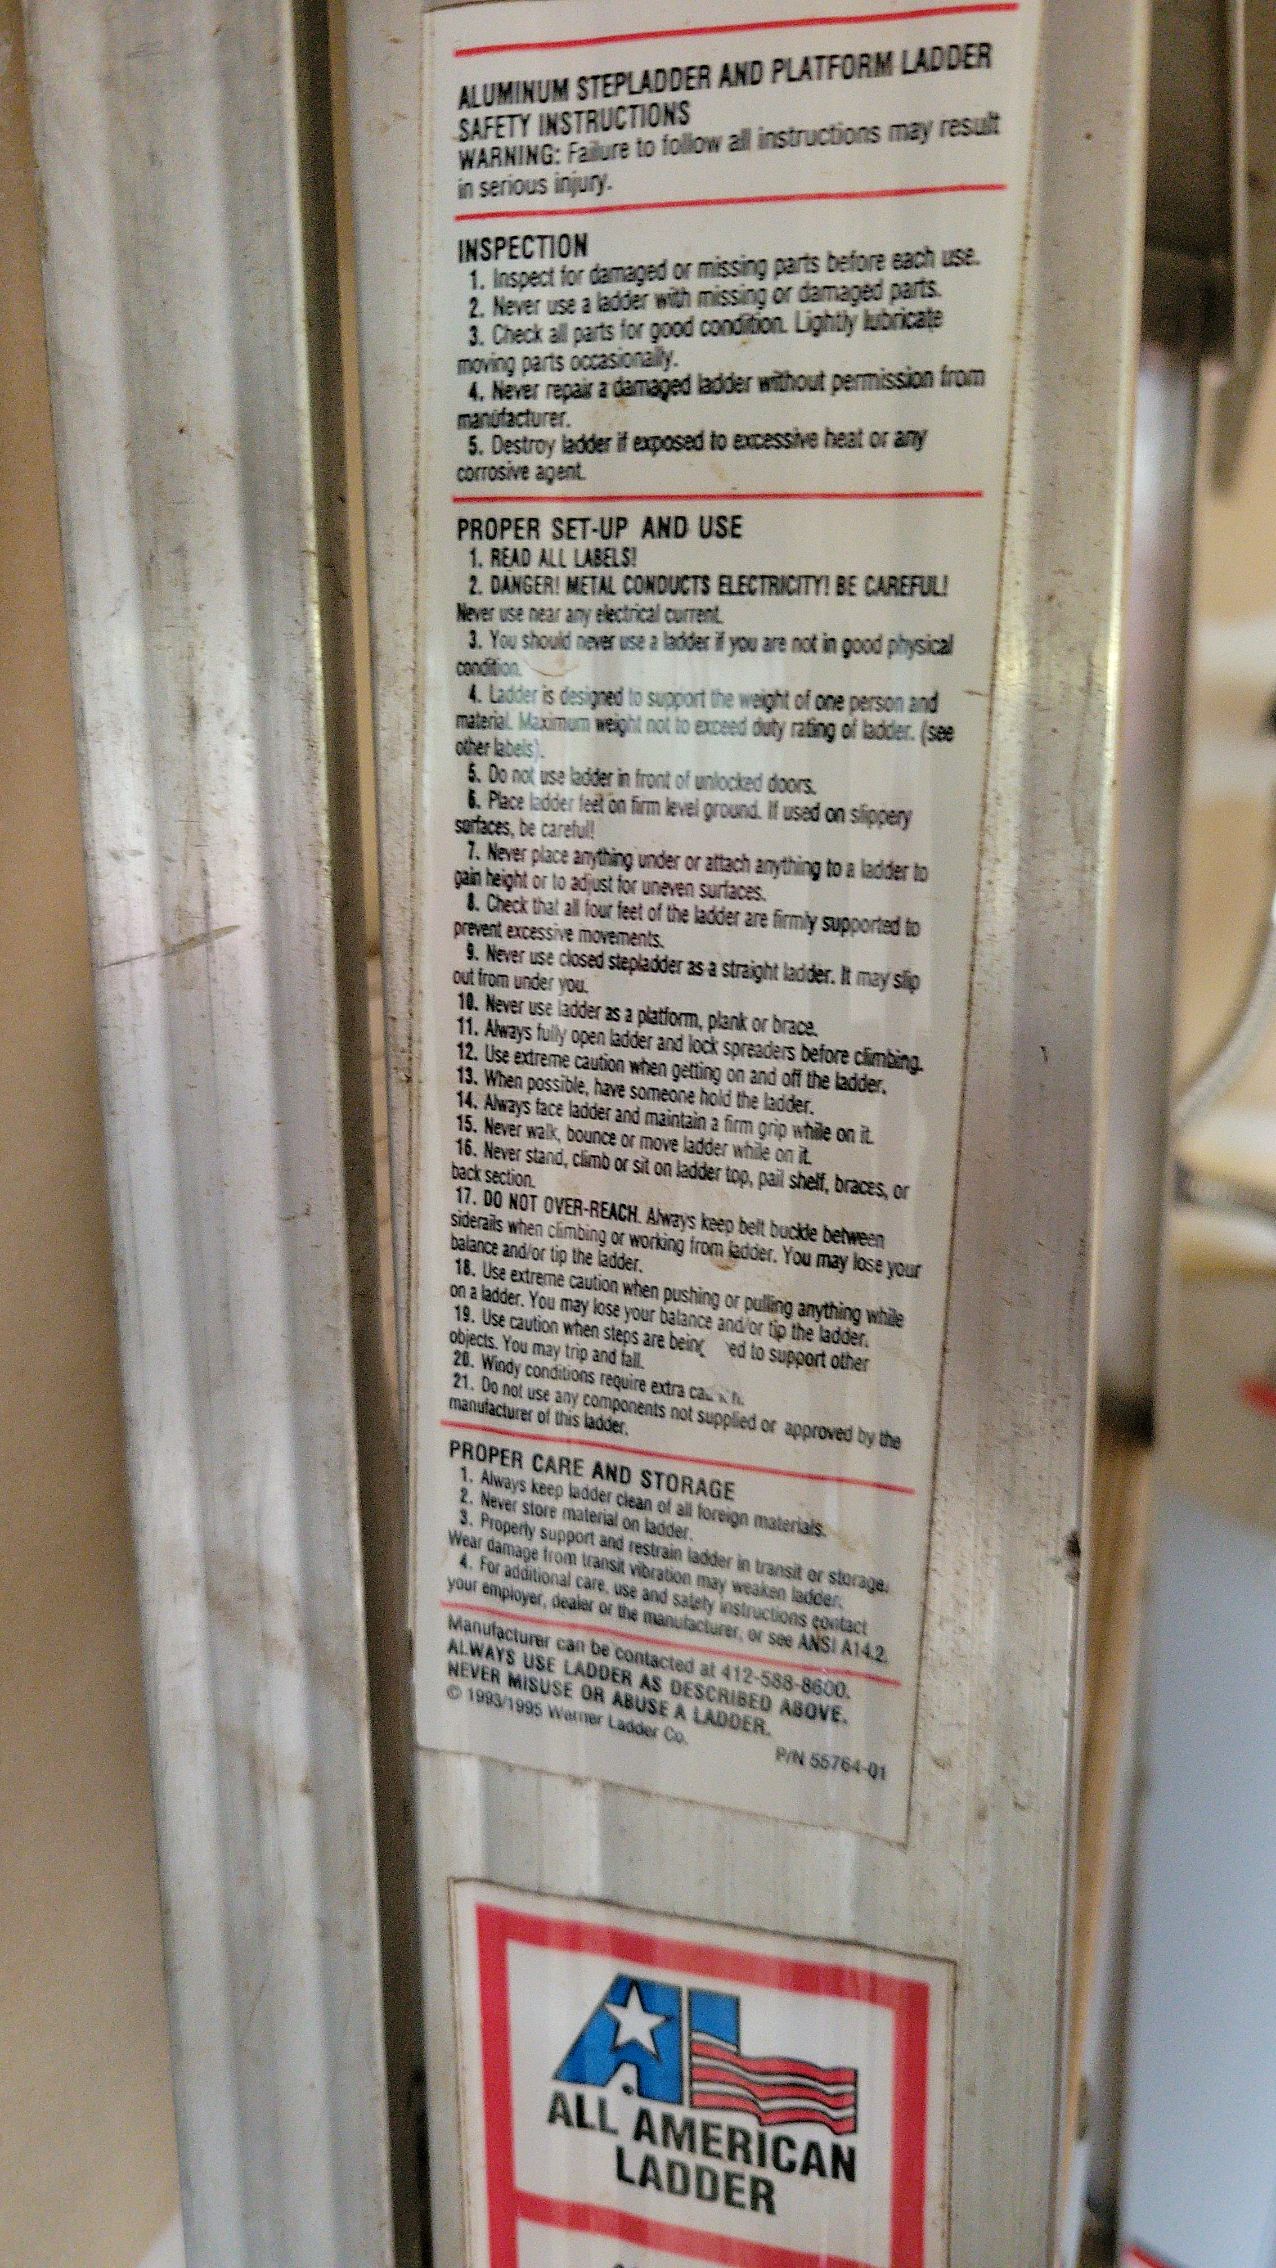 ALUMINUM STEPLADDER AND PLATFORM LADDER
SAFETY INSTRUCTIONS
WARNING: Failure to follow all instructions may result
in serious injury.
INSPECTION
1. Inspect for damaged or missing parts before each use.
2. Never use a ladder with missing or damaged parts.
3. Check all parts for good condition. Lightly lubricate
moving parts occasionally.
4. Never repair a damaged ladder without permission from
manufacturer.
5. Destroy ladder if exposed to excessive heat or any
corrosive agent.
PROPER SET-UP AND USE
1. READ ALL LABELS!
2. DANGER! METAL CONDUCTS ELECTRICITY! BE CAREFUL!
Never use near any electrical current.
3. You should never use a ladder if you are not in good physical
condition.
4. Ladder is designed to support the weight of one person and
material. Maximum weight not to exceed duty rating of ladder. (see
other labels).
5. Do not use ladder in front of unlocked doors.
6. Place ladder feet on firm level ground. If used on slippery
surfaces, be careful!
7. Never place anything under or attach anything to a ladder to
gain height or to adjust for uneven surfaces.
8. Check that all four feet of the ladder are firmly supported to
prevent excessive movements.
9. Never use closed stepladder as a straight ladder. It may slip
out from under you.
10. Never use ladder as a platform, plank or brace.
11. Always fully open ladder and lock spreaders before climbing.
12. Use extreme caution when getting on and off the ladder.
13. When possible, have someone hold the ladder.
14. Always face ladder and maintain a firm grip while on it.
15. Never walk, bounce or move ladder while on it.
16. Never stand, climb or sit on ladder top, pail shelf, braces, or
back section.
17. DO NOT OVER-REACH. Always keep belt buckle between
siderails when climbing or working from ladder. You may lose your
balance and/or tip the ladder.
18. Use extreme caution when pushing or pulling anything while
on a ladder. You may lose your balance and/or tip the ladder.
19. Use caution when steps are being ed to support other
objects. You may trip and fall.
20. Windy conditions require extra
21. Do not use any components not supplied or approved by the
manufacturer of this ladder.
PROPER CARE AND STORAGE
1. Always keep ladder clean of all foreign materials.
2. Never store material on ladder.
3. Properly support and restrain ladder in transit or storage.
Wear damage from transit vibration may weaken ladder.
4. For additional care, use and safety instructions contact
your employer, dealer or the manufacturer, or see ANSI A14.2.
Manufacturer can be contacted at 412-588-8600.
ALWAYS USE LADDER AS DESCRIBED ABOVE.
NEVER MISUSE OR ABUSE A LADDER.
© 1993/1995 Werner Ladder Co.
P/N 55764-01
AL
ALL AMERICAN
LADDER